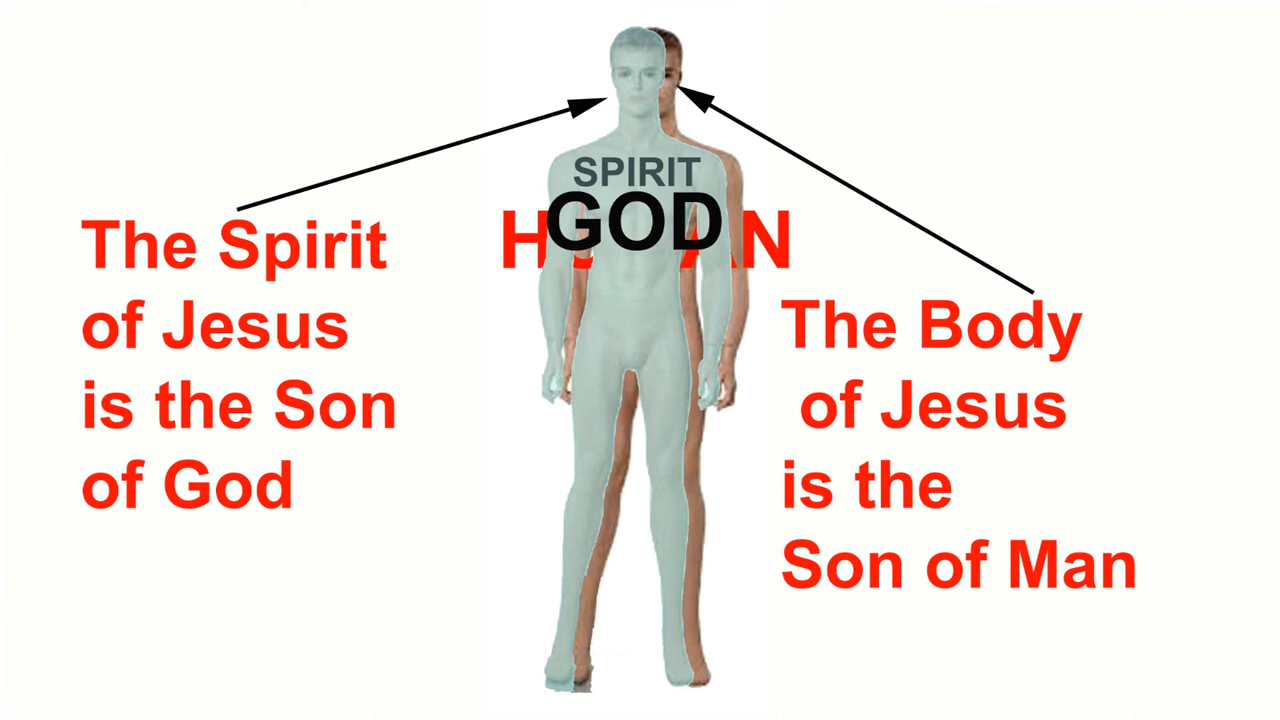 The Spirit
of Jesus
is the Son
of God
SPIRIT
GOD
The Body
of Jesus
is the
Son of Man